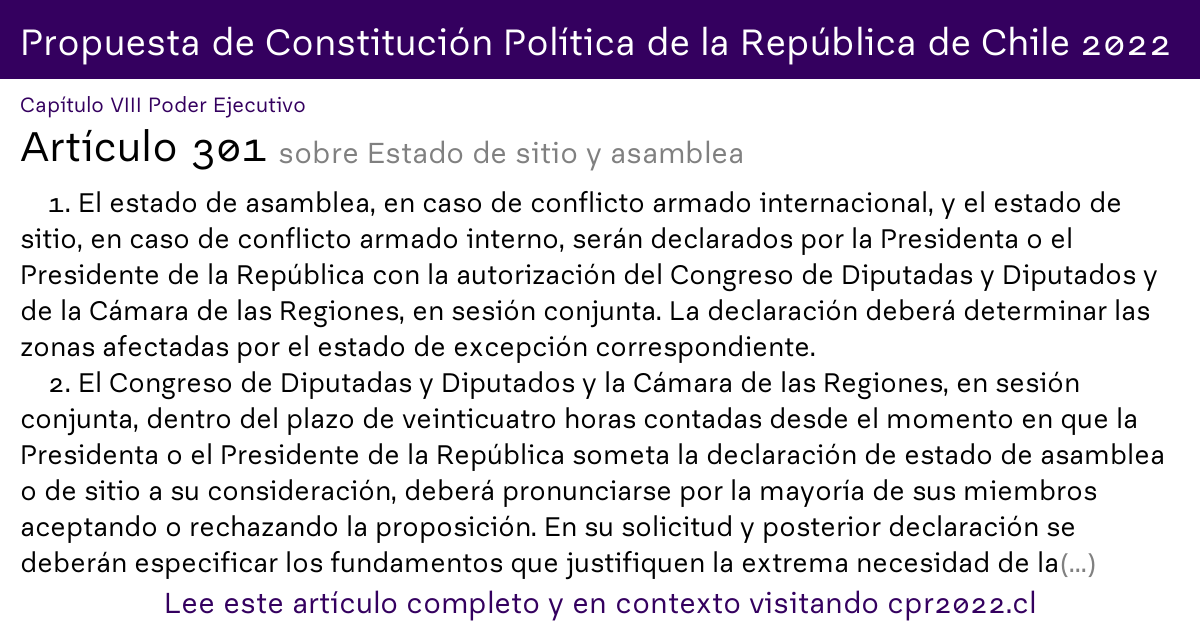 Propuesta de Constitución Política de la República de Chile 2022
Capítulo VIII Poder Ejecutivo
Artículo 301 sobre Estado de sitio y asamblea
1. El estado de asamblea, en caso de conflicto armado internacional, y el estado de
sitio, en caso de conflicto armado interno, serán declarados por la Presidenta o el
Presidente de la República con la autorización del Congreso de Diputadas y Diputados y
de la Cámara de las Regiones, en sesión conjunta. La declaración deberá determinar las
zonas afectadas por el estado de excepción correspondiente.
2. El Congreso de Diputadas y Diputados y la Cámara de las Regiones, en sesión
conjunta, dentro del plazo de veinticuatro horas contadas desde el momento en que la
Presidenta o el Presidente de la República someta la declaración de estado de asamblea
o de sitio a su consideración, deberá pronunciarse por la mayoría de sus miembros
aceptando o rechazando la proposición. En su solicitud y posterior declaración se
deberán especificar los fundamentos que justifiquen la extrema necesidad de la(...)
Lee este artículo completo y en contexto visitando cpr2022.cl